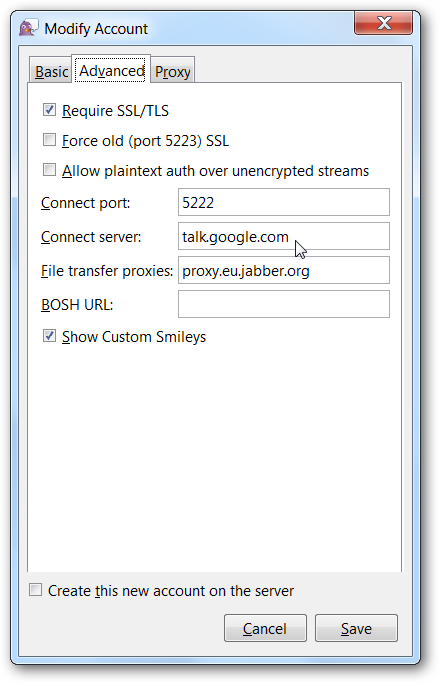 Modify Account
Basic Advanced Proxy
Require SSL/TLS
Force old (port 5223) SSL
Allow plaintext auth over unencrypted streams
Connect port: 5222
Connect server: talk.google.com
File transfer proxies: proxy.eu.jabber.org
BOSH URL:
Show Custom Smileys
Create this new account on the server
Cancel Save